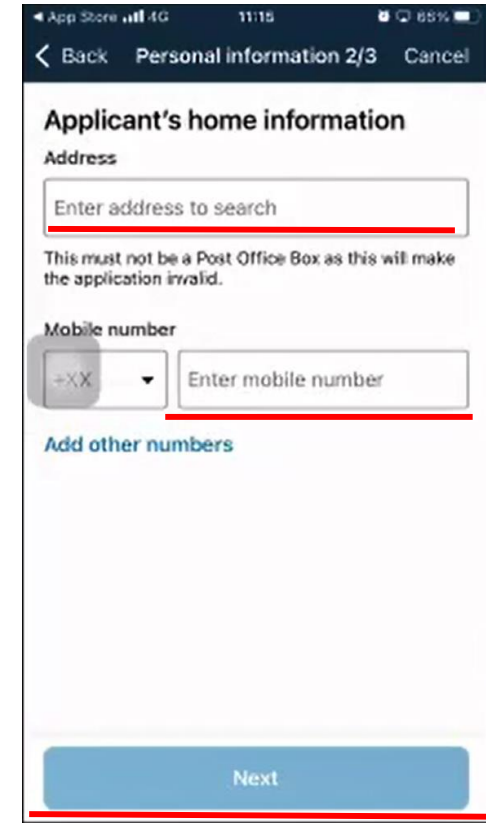 App Store 4G 11:15 65%
Back Personal information 2/3 Cancel
Applicant's home information
Address
Enter address to search
This must not be a Post Office Box as this will make
the application invalid.
Mobile number
+XX Enter mobile number
Add other numbers
Next